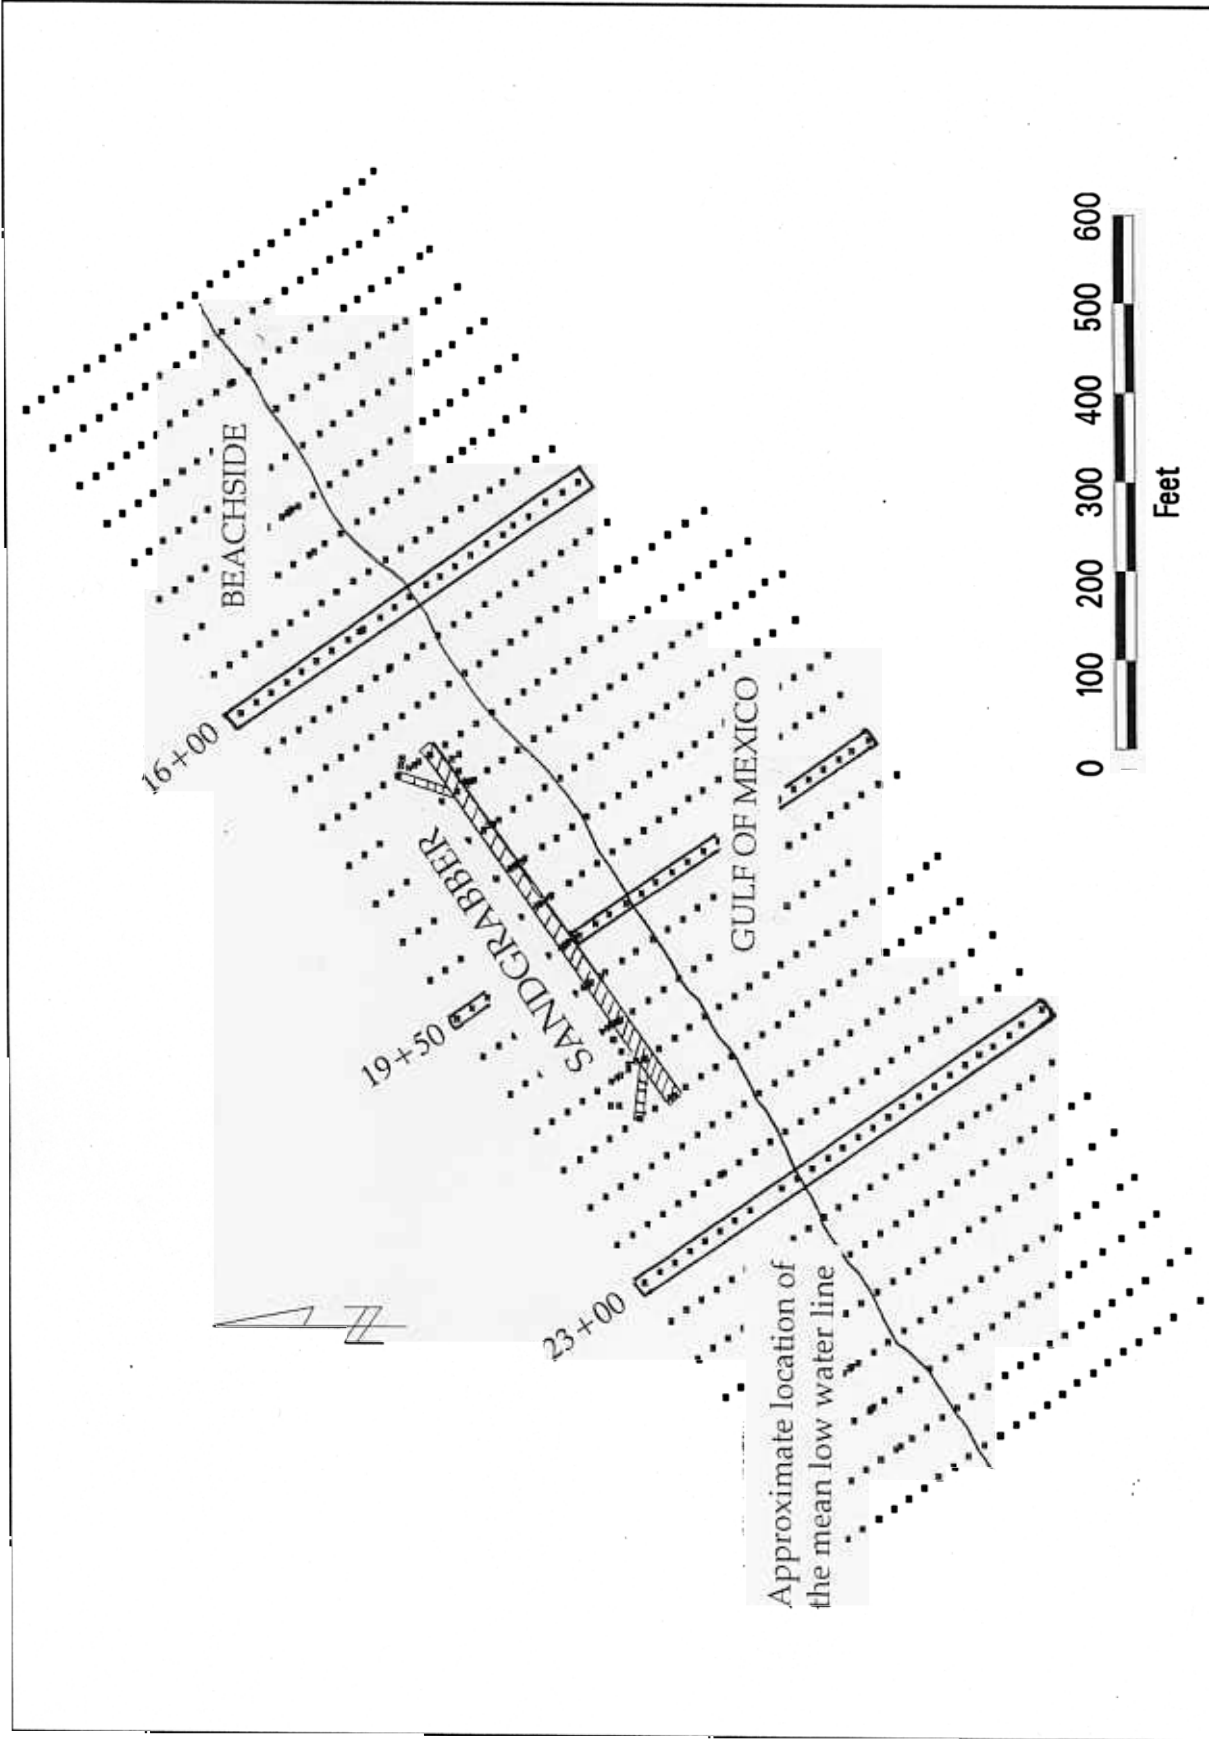 BEACHSIDE
16+00
SANDGRABBER
19+50
GULF OF MEXICO
23+00
Approximate location of
the mean low water line
N
0 100 200 300 400 500 600
Feet